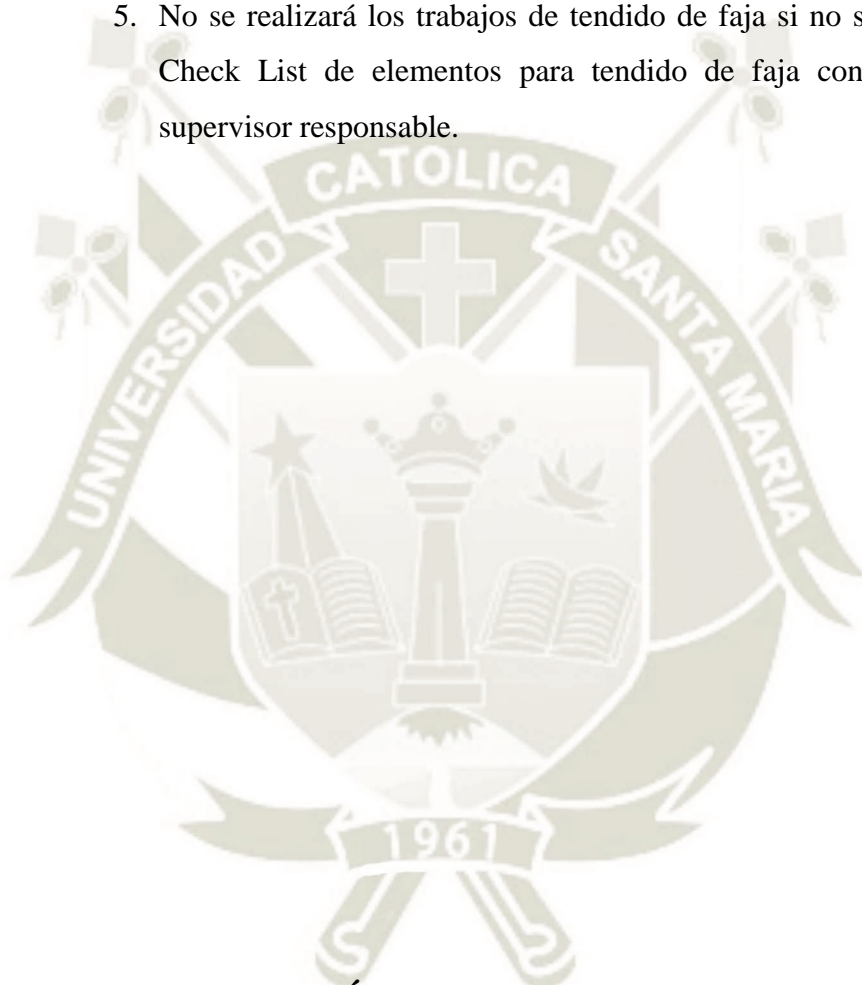 5. No se realizará los trabajos de tendido de faja si no
Check List de elementos para tendido de faja con
supervisor responsable.
CATOLICA
UNIVERSIDAD
SANTA MARIA
1961